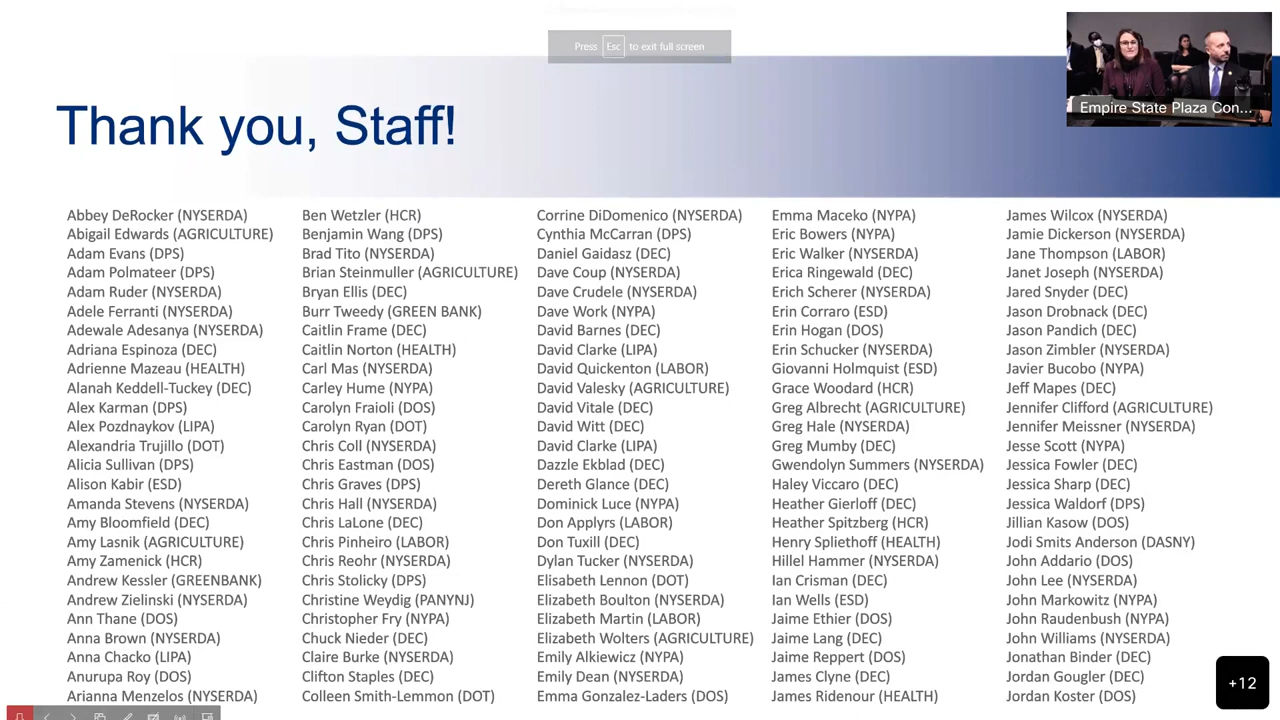 Press Esc to exit full screen
Empire State Plaza Con...
Thank you, Staff!
Abbey DeRocker (NYSERDA)
Abigail Edwards (AGRICULTURE)
Adam Evans (DPS)
Adam Polmateer (DPS)
Adam Ruder (NYSERDA)
Adele Ferranti (NYSERDA)
Adewale Adesanya (NYSERDA)
Adriana Espinoza (DEC)
Adrienne Mazeau (HEALTH)
Alanah Keddell-Tuckey (DEC)
Alex Karman (DPS)
Alex Pozdnaykov (LIPA)
Alexandria Trujillo (DOT)
Alicia Sullivan (DPS)
Alison Kabir (ESD)
Amanda Stevens (NYSERDA)
Amy Bloomfield (DEC)
Amy Lasnik (AGRICULTURE)
Amy Zamenick (HCR)
Andrew Kessler (GREENBANK)
Andrew Zielinski (NYSERDA)
Ann Thane (DOS)
Anna Brown (NYSERDA)
Anna Chacko (LIPA)
Anurupa Roy (DOS)
Arianna Menzelos (NYSERDA)
Ben Wetzler (HCR)
Benjamin Wang (DPS)
Brad Tito (NYSERDA)
Brian Steinmuller (AGRICULTURE)
Bryan Ellis (DEC)
Burr Tweedy (GREEN BANK)
Caitlin Frame (DEC)
Caitlin Norton (HEALTH)
Carl Mas (NYSERDA)
Carley Hume (NYPA)
Carolyn Fraioli (DOS)
Carolyn Ryan (DOT)
Chris Coll (NYSERDA)
Chris Eastman (DOS)
Chris Graves (DPS)
Chris Hall (NYSERDA)
Chris LaLone (DEC)
Chris Pinheiro (LABOR)
Chris Reohr (NYSERDA)
Chris Stolicky (DPS)
Christine Weydig (PANYNJ)
Christopher Fry (NYPA)
Chuck Nieder (DEC)
Claire Burke (NYSERDA)
Clifton Staples (DEC)
Colleen Smith-Lemmon (DOT)
Corrine DiDomenico (NYSERDA)
Cynthia McCarran (DPS)
Daniel Gaidasz (DEC)
Dave Coup (NYSERDA)
Dave Crudele (NYSERDA)
Dave Work (NYPA)
David Barnes (DEC)
David Clarke (LIPA)
David Quickenton (LABOR)
David Valesky (AGRICULTURE)
David Vitale (DEC)
David Witt (DEC)
David Clarke (LIPA)
Dazzle Ekblad (DEC)
Dereth Glance (DEC)
Dominick Luce (NYPA)
Don Applyrs (LABOR)
Don Tuxill (DEC)
Dylan Tucker (NYSERDA)
Elisabeth Lennon (DOT)
Elizabeth Boulton (NYSERDA)
Elizabeth Martin (LABOR)
Elizabeth Wolters (AGRICULTURE)
Emily Alkiewicz (NYPA)
Emily Dean (NYSERDA)
Emma Gonzalez-Laders (DOS)
Emma Maceko (NYPA)
Eric Bowers (NYPA)
Eric Walker (NYSERDA)
Erica Ringewald (DEC)
Erich Scherer (NYSERDA)
Erin Corraro (ESD)
Erin Hogan (DOS)
Erin Schucker (NYSERDA)
Giovanni Holmquist (ESD)
Grace Woodard (HCR)
Greg Albrecht (AGRICULTURE)
Greg Hale (NYSERDA)
Greg Mumby (DEC)
Gwendolyn Summers (NYSERDA)
Haley Viccaro (DEC)
Heather Gierloff (DEC)
Heather Spitzberg (HCR)
Henry Spliethoff (HEALTH)
Hillel Hammer (NYSERDA)
Ian Crisman (DEC)
Ian Wells (ESD)
Jaime Ethier (DOS)
Jaime Lang (DEC)
Jaime Reppert (DOS)
James Clyne (DEC)
James Ridenour (HEALTH)
James Wilcox (NYSERDA)
Jamie Dickerson (NYSERDA)
Jane Thompson (LABOR)
Janet Joseph (NYSERDA)
Jared Snyder (DEC)
Jason Drobnack (DEC)
Jason Pandich (DEC)
Jason Zimbler (NYSERDA)
Javier Bucobo (NYPA)
Jeff Mapes (DEC)
Jennifer Clifford (AGRICULTURE)
Jennifer Meissner (NYSERDA)
Jesse Scott (NYPA)
Jessica Fowler (DEC)
Jessica Sharp (DEC)
Jessica Waldorf (DPS)
Jillian Kasow (DOS)
Jodi Smits Anderson (DASNY)
John Addario (DOS)
John Lee (NYSERDA)
John Markowitz (NYPA)
John Raudenbush (NYPA)
John Williams (NYSERDA)
Jonathan Binder (DEC)
Jordan Gougler (DEC)
Jordan Koster (DOS)
+12